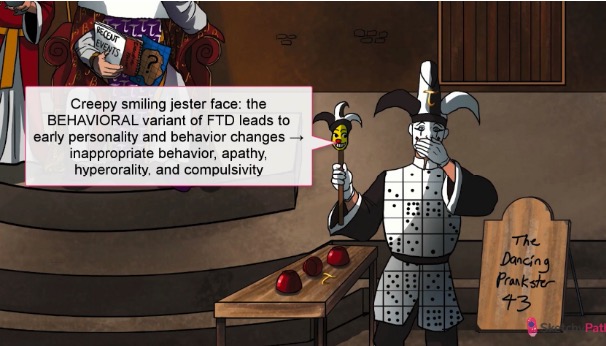 RECENT
EVENTS
?
Creepy smiling jester face: the
BEHAVIORAL variant of FTD leads to
early personality and behavior changes →
inappropriate behavior, apathy,
hyperorality, and compulsivity
τ
τ
The
Dancing
Prankster
43
SketchyPath